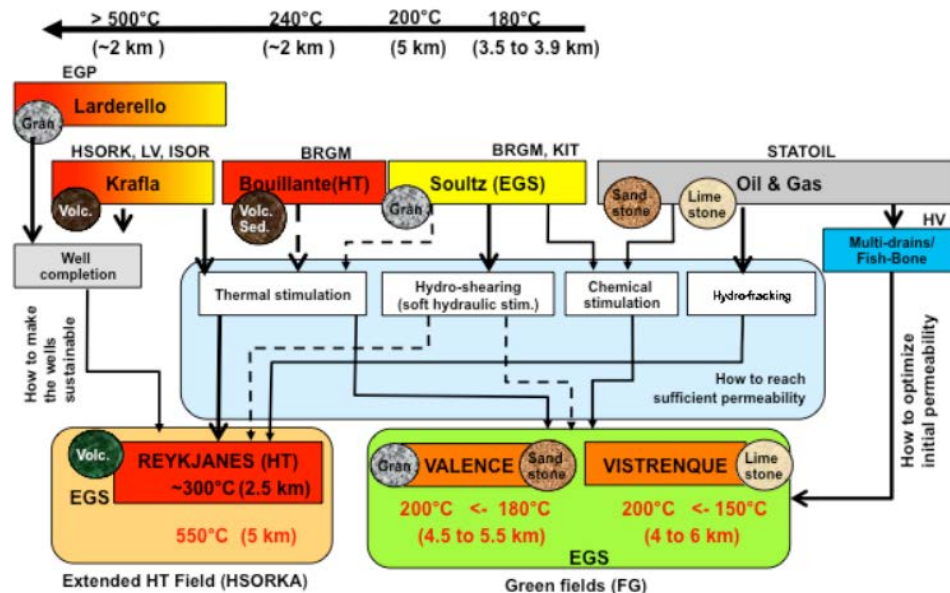 > 500°C
240°C
200°C
180°C
(~2 km )
(~2 km )
(5 km)
(3.5 to 3.9 km)
EGP
Larderello
Gran
HSORK, LV, ISOR
BRGM
BRGM, KIT
STATOIL
Krafla
Bouillante(HT)
Soultz (EGS)
Oil & Gas
Volc.
Volc.
Sed.
Gran
Sand
stone
Lime
stone
HV
Multi-drains/
Fish-Bone
Well
completion
Thermal stimulation
Hydro-shearing
(soft hydraulic stim.)
Chemical
stimulation
Hydro-fracking
How to make
the wells
sustainable
How to reach
sufficient permeability
How to optimize
initial permeability
Volc.
REYKJANES (HT)
~300°C (2.5 km)
EGS
550°C (5 km)
Gran
VALENCE
Sand
stone
VISTRENQUE
Lime
stone
200°C <- 180°C
200°C <- 150°C
(4.5 to 5.5 km)
(4 to 6 km)
EGS
Extended HT Field (HSORKA)
Green fields (FG)